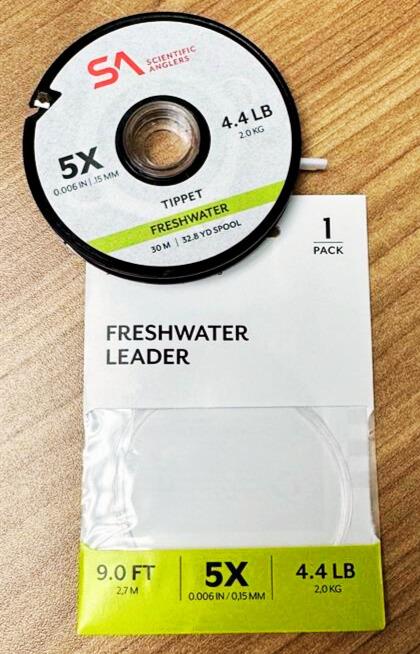 SA SCIENTIFIC
ANGLERS
5X
0.006 IN | .15 MM
4.4 LB
2.0 KG
TIPPET
FRESHWATER
30 M | 32.8 YD SPOOL
1
PACK
FRESHWATER
LEADER
9.0 FT
2,7 M
5X
0.006 IN / 0,15 MM
4.4 LB
2,0 KG